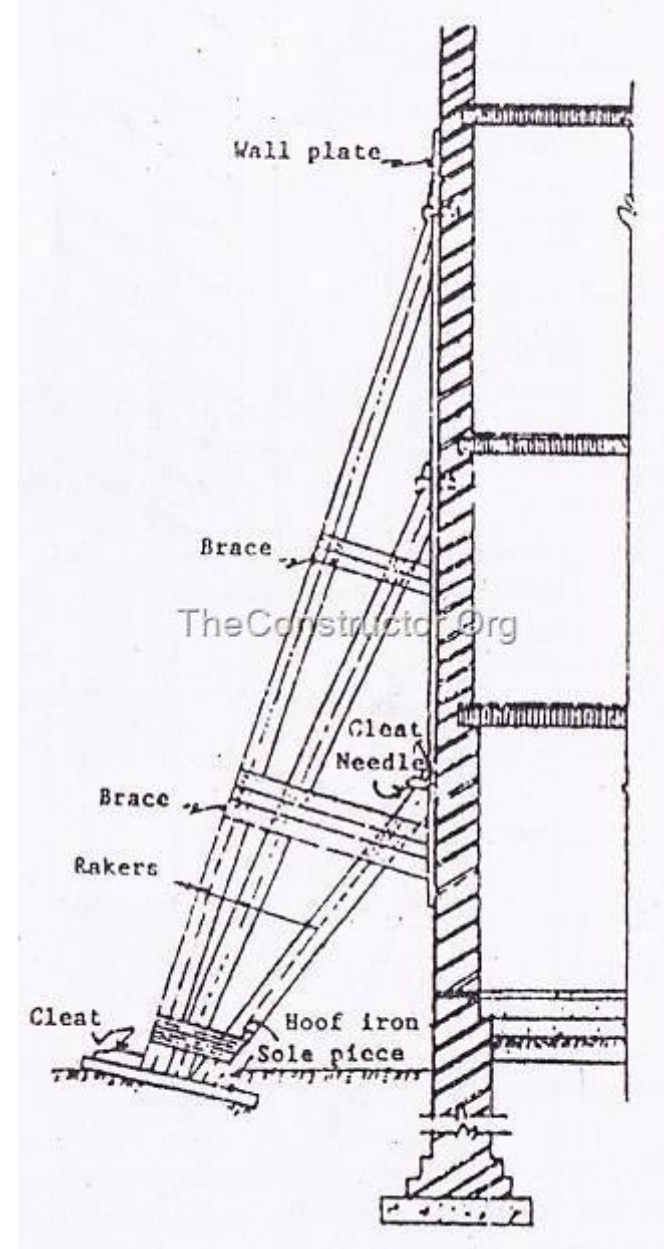 Wall plate
Brace
TheConstructor.Org
Cleat
Needle
Brace
Rakers
Cleat
Hoof iron
Sole piece